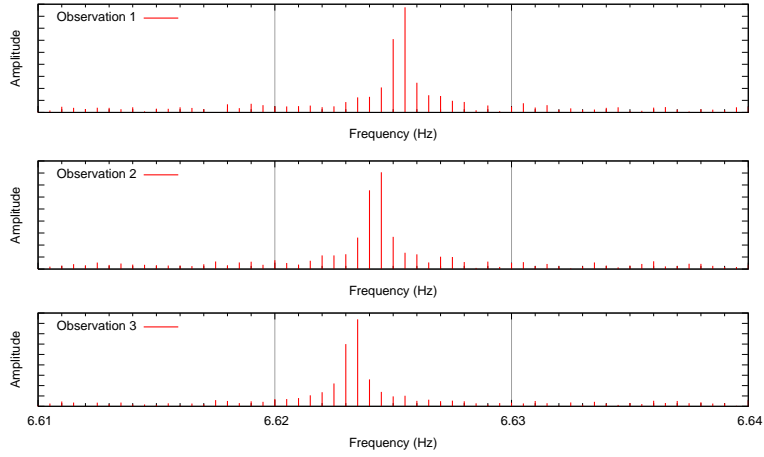 Observation 1
Amplitude
Frequency (Hz)
Observation 2
Amplitude
Frequency (Hz)
Observation 3
Amplitude
6.61 6.62 6.63 6.64
Frequency (Hz)